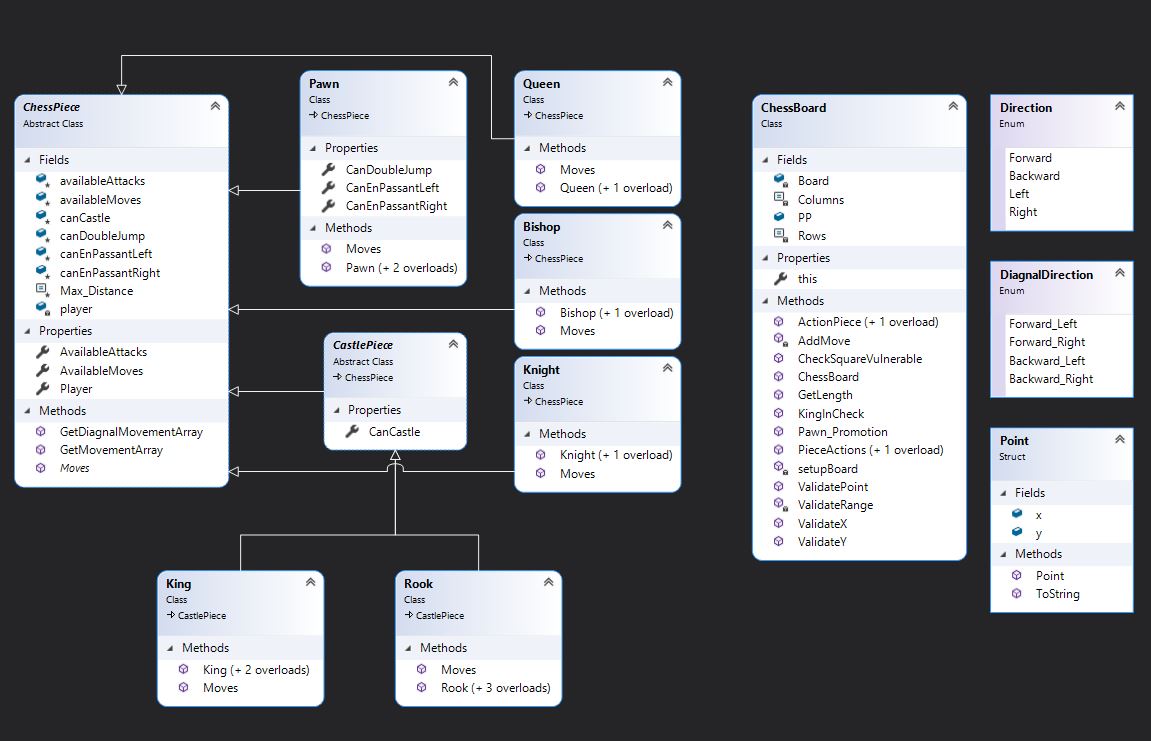 ChessPiece
Abstract Class
Fields
availableAttacks
availableMoves
canCastle
canDoubleJump
canEnPassantLeft
canEnPassantRight
Max_Distance
player
Properties
AvailableAttacks
AvailableMoves
Player
Methods
GetDiagnalMovementArray
GetMovementArray
Moves
Pawn
Class
ChessPiece
Properties
CanDoubleJump
CanEnPassantLeft
CanEnPassantRight
Methods
Moves
Pawn (+ 2 overloads)
CastlePiece
Abstract Class
ChessPiece
Properties
CanCastle
Queen
Class
ChessPiece
Methods
Moves
Queen (+ 1 overload)
Bishop
Class
ChessPiece
Methods
Bishop (+ 1 overload)
Moves
Knight
Class
ChessPiece
Methods
Knight (+ 1 overload)
Moves
King
Class
CastlePiece
Methods
King (+ 2 overloads)
Moves
Rook
Class
CastlePiece
Methods
Moves
Rook (+ 3 overloads)
ChessBoard
Class
Fields
Board
Columns
PP
Rows
Properties
this
Methods
ActionPiece (+ 1 overload)
AddMove
CheckSquareVulnerable
ChessBoard
GetLength
KingInCheck
Pawn_Promotion
PieceActions (+ 1 overload)
setupBoard
ValidatePoint
ValidateRange
ValidateX
ValidateY
Direction
Enum
Forward
Backward
Left
Right
DiagnalDirection
Enum
Forward_Left
Forward_Right
Backward_Left
Backward_Right
Point
Struct
Fields
x
y
Methods
Point
ToString